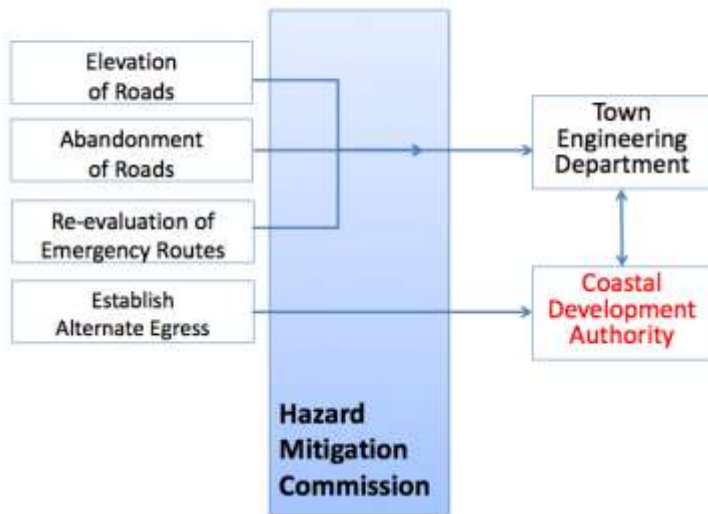 Elevation
of Roads
Abandonment
of Roads
Re-evaluation of
Emergency Routes
Establish
Alternate Egress
Hazard
Mitigation
Commission
Town
Engineering
Department
Coastal
Development
Authority